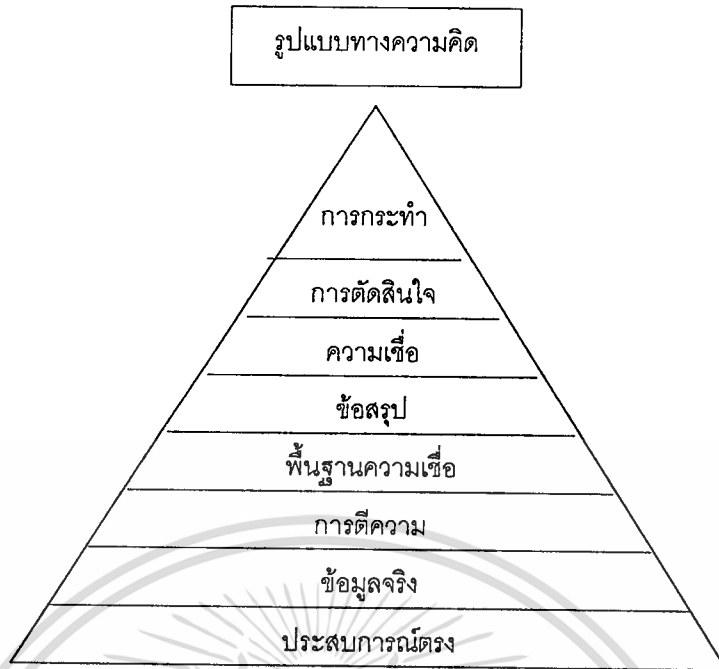 รูปแบบทางความคิด
การกระทำ
การตัดสินใจ
ความเชื่อ
ข้อสรุป
พื้นฐานความเชื่อ
การตีความ
ข้อมูลจริง
ประสบการณ์ตรง